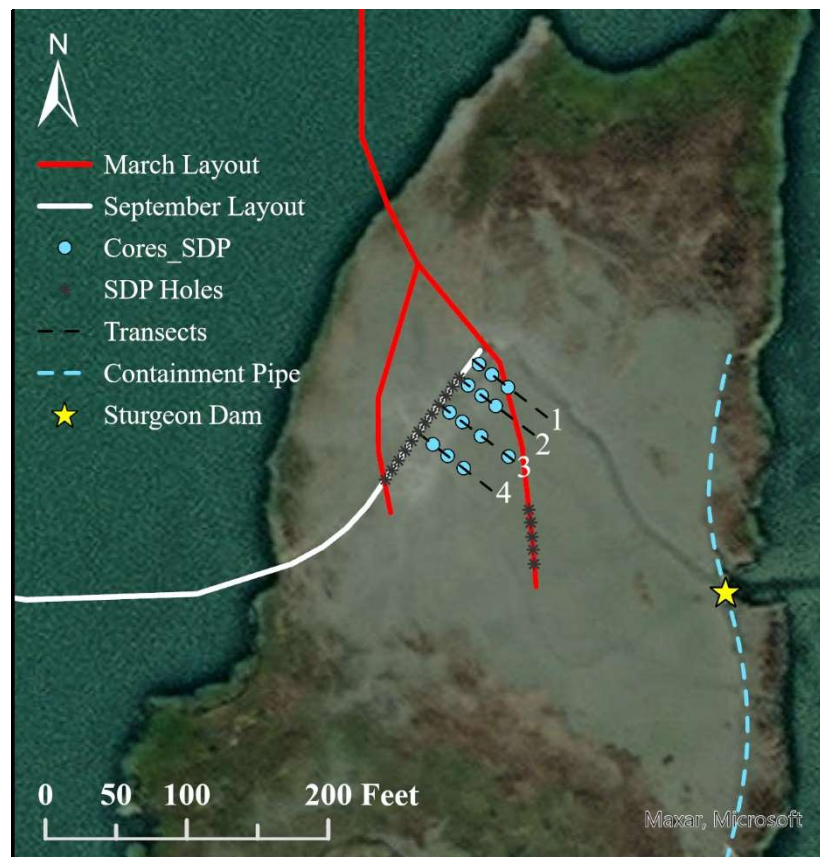 N
March Layout
September Layout
Cores_SDP
SDP Holes
Transects
Containment Pipe
Sturgeon Dam
1
2
3
4
0 50 100 200 Feet
Maxar, Microsoft